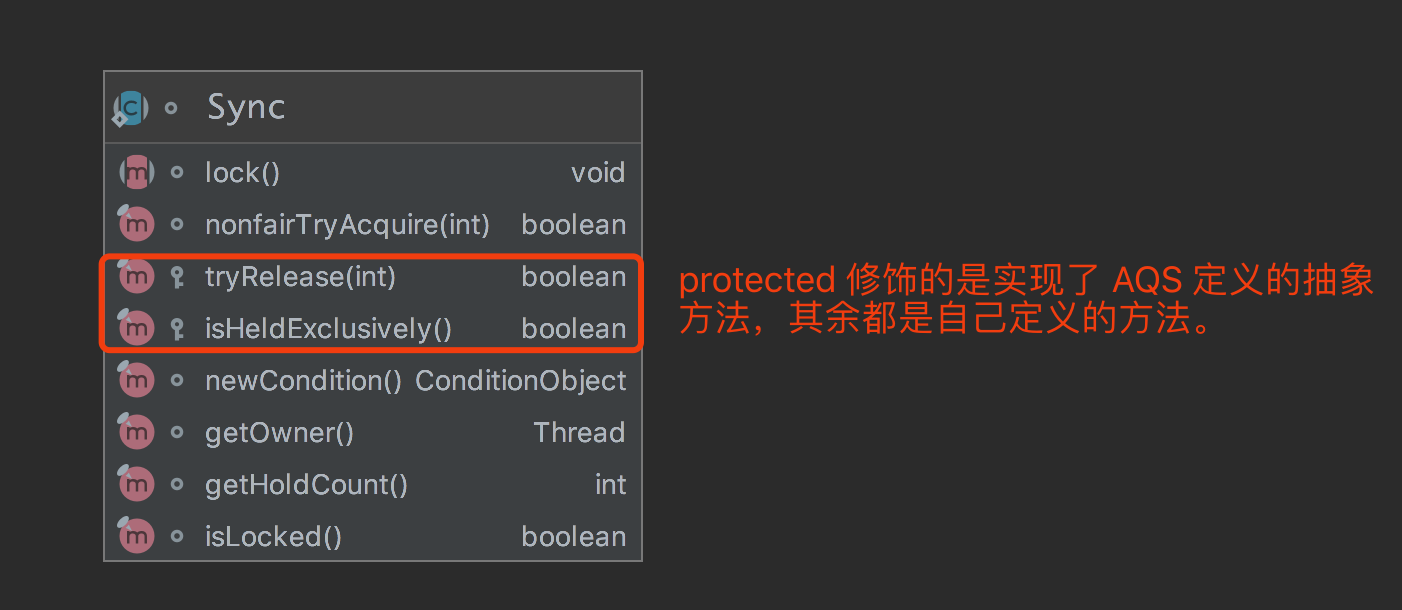 Sync
lock() void
nonfairTryAcquire(int) boolean
tryRelease(int) boolean
isHeldExclusively() boolean
protected 修饰的是实现了 AQS 定义的抽象
方法，其余都是自己定义的方法。
newCondition() ConditionObject
getOwner() Thread
getHoldCount() int
isLocked() boolean